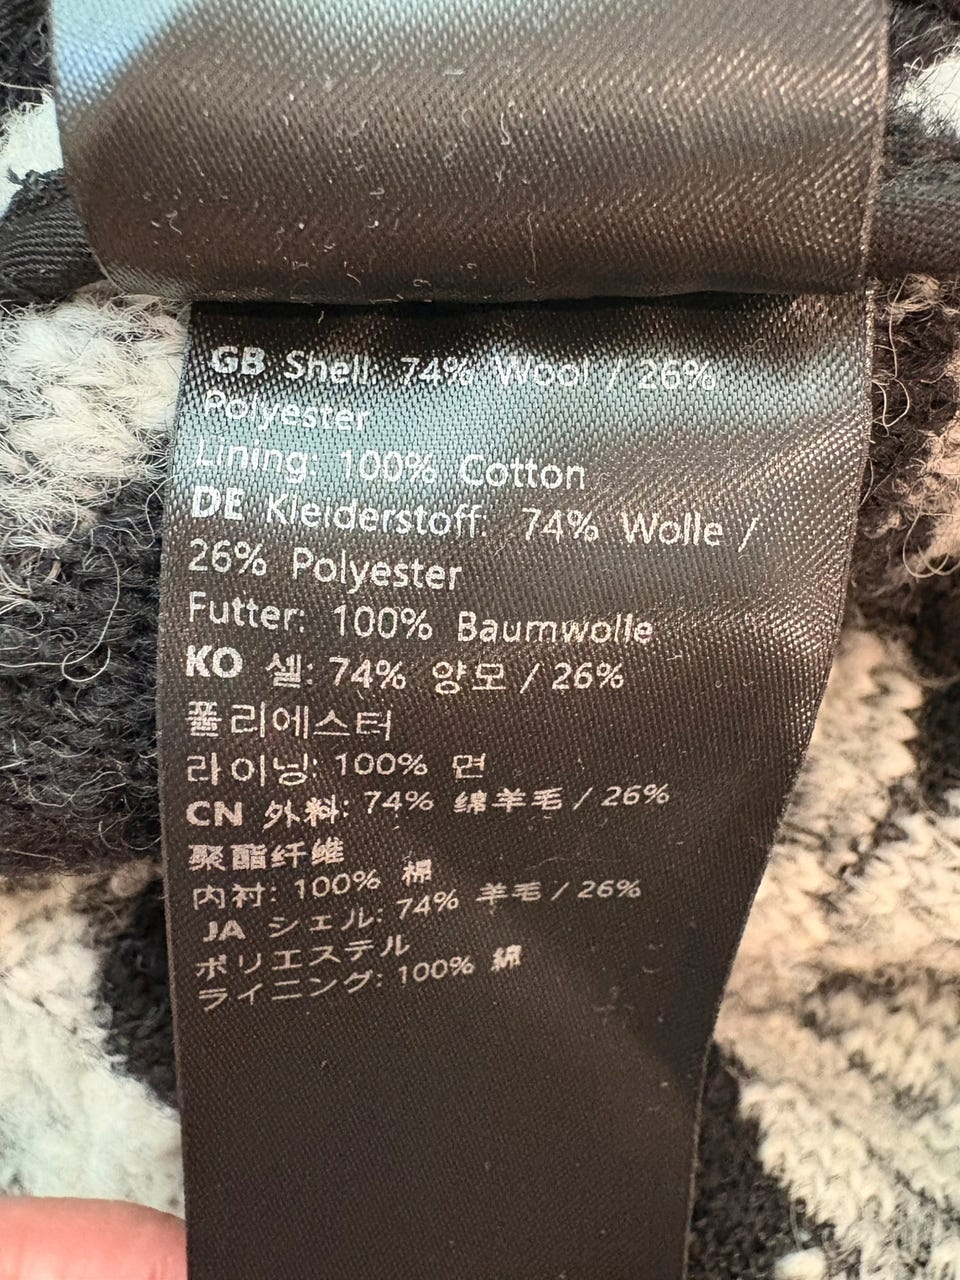 GB Shell: 74% Wool / 26%
Polyester
Lining: 100% Cotton
DE Kleiderstoff: 74% Wolle /
26% Polyester
Futter: 100% Baumwolle
KO 셸: 74% 양모 / 26%
폴리에스터
라이닝: 100% 면
CN 外料: 74% 绵羊毛 / 26%
聚酯纤维
内衬: 100% 棉
JA シェル: 74% 羊毛 / 26%
ポリエステル
ライニング: 100% 綿